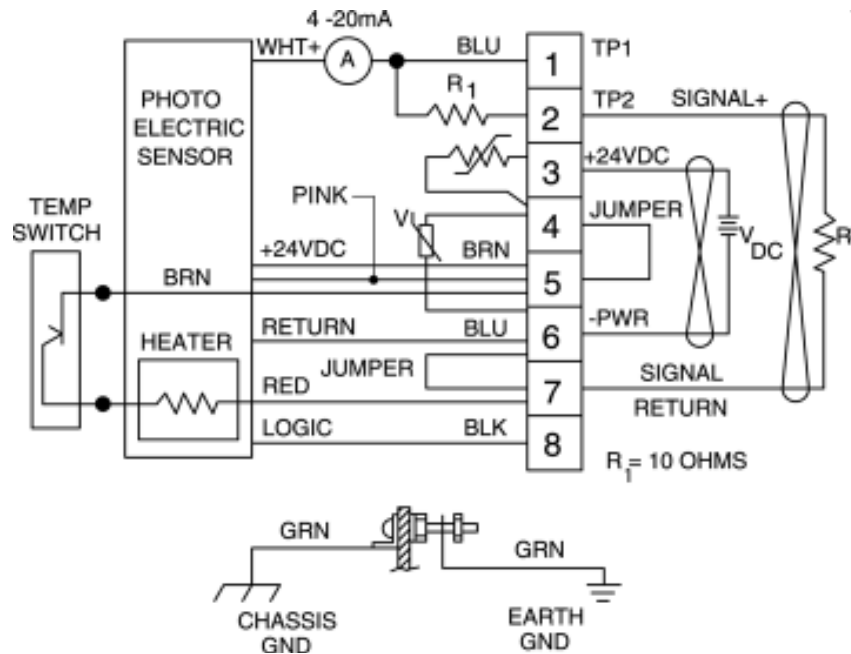 4 -20mA
WHT+
A
BLU
1
TP1
PHOTO
ELECTRIC
SENSOR
R1
2
TP2
SIGNAL+
3
+24VDC
TEMP
SWITCH
PINK
V
4
JUMPER
+24VDC
BRN
VDC
R
BRN
5
RETURN
BLU
6
-PWR
HEATER
JUMPER
RED
7
SIGNAL
RETURN
LOGIC
BLK
8
R1= 10 OHMS
GRN
GRN
CHASSIS
GND
EARTH
GND